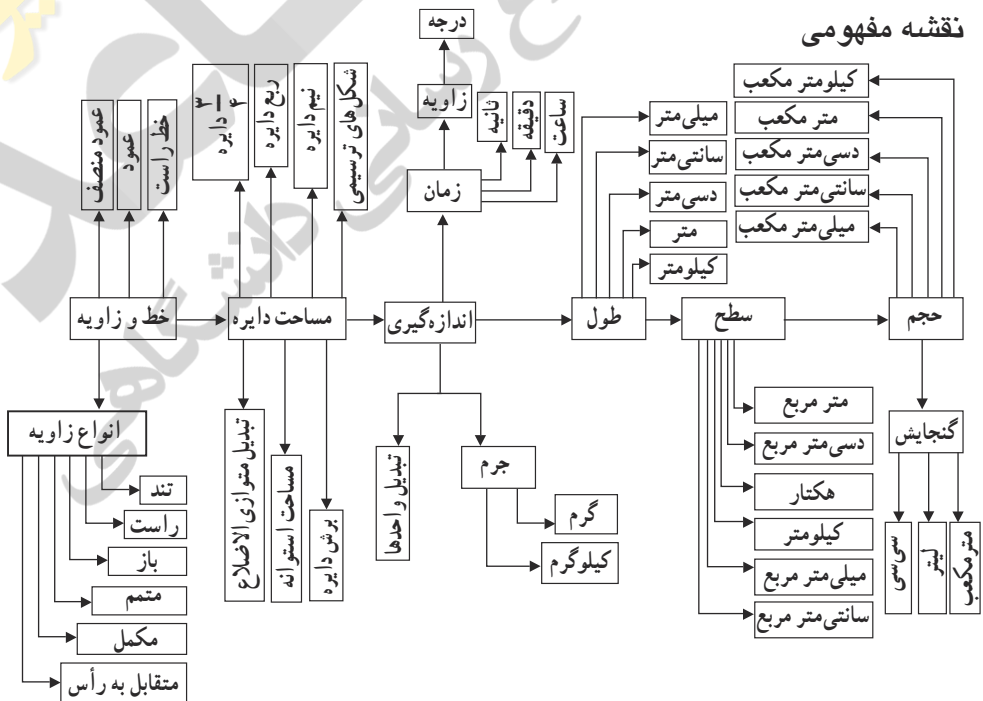 نقشه مفهومی
درجه
زاویه
زمان
ثانیه
دقیقه
ساعت
کیلومتر مکعب
متر مکعب
دسی‌متر مکعب
سانتی‌متر مکعب
میلی‌متر مکعب
میلی‌متر
سانتی‌متر
دسی‌متر
متر
کیلومتر
شکل‌های ترسیمی
نیم دایره
ربع دایره
۳/۴ دایره
خط راست
عمود
عمود منصف
حجم
سطح
طول
اندازه‌گیری
مساحت دایره
خط و زاویه
گنجایش
متر مکعب
لیتر
سی‌سی
متر مربع
دسی‌متر مربع
هکتار
کیلومتر
میلی‌متر مربع
سانتی‌متر مربع
جرم
گرم
کیلوگرم
تبدیل واحدها
برش دایره
مساحت استوانه
تبدیل متوازی الاضلاع
انواع زاویه
تند
راست
باز
متمم
مکمل
متقابل به رأس